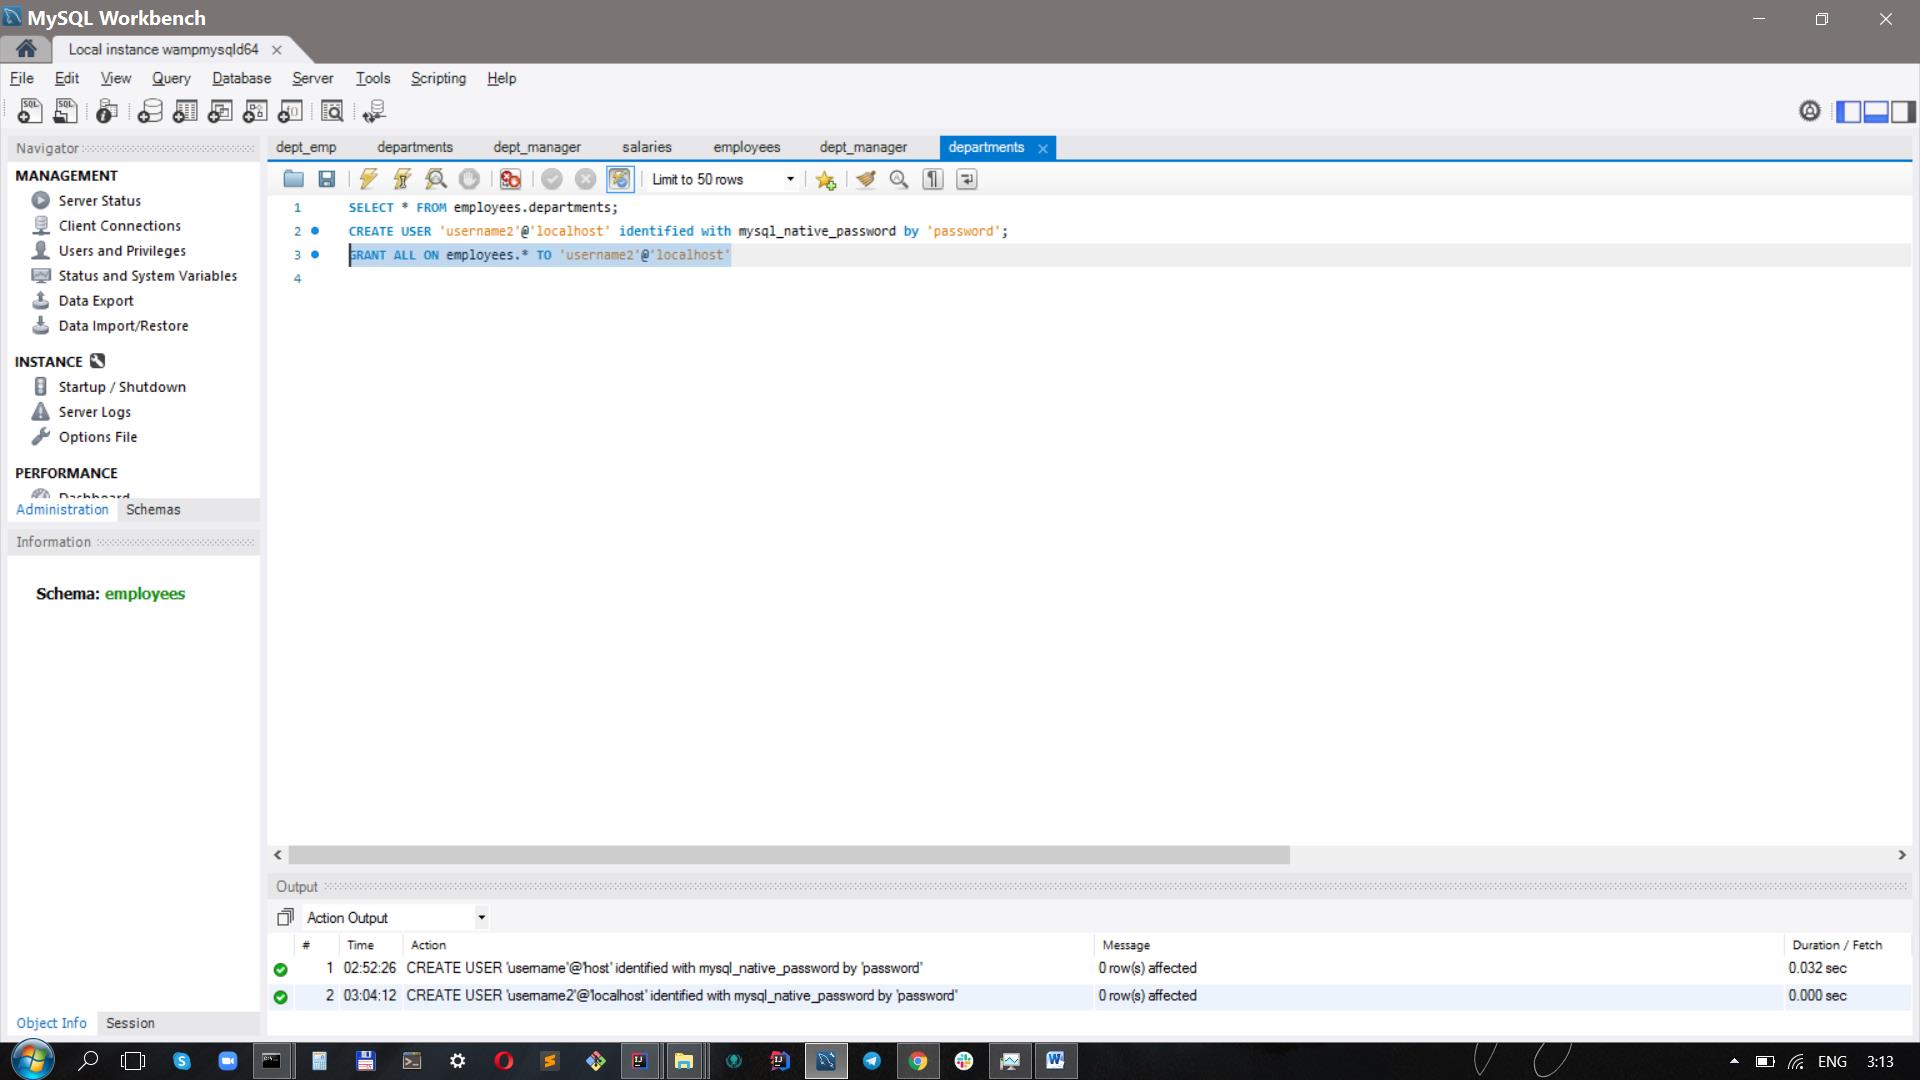 MySQL Workbench
Local instance wampmysqld64
File Edit View Query Database Server Tools Scripting Help
Navigator
MANAGEMENT
Server Status
Client Connections
Users and Privileges
Status and System Variables
Data Export
Data Import/Restore
INSTANCE
Startup / Shutdown
Server Logs
Options File
PERFORMANCE
Dashboard
Administration Schemas
Information
Schema: employees
Object Info Session
dept_emp departments dept_manager salaries employees dept_manager departments
Limit to 50 rows
1 SELECT * FROM employees.departments;
2 CREATE USER 'username2'@'localhost' identified with mysql_native_password by 'password';
3 GRANT ALL ON employees.* TO 'username2'@'localhost'
4
Output
Action Output
# Time Action Message Duration / Fetch
1 02:52:26 CREATE USER 'username'@'host' identified with mysql_native_password by 'password' 0 row(s) affected 0.032 sec
2 03:04:12 CREATE USER 'username2'@'localhost' identified with mysql_native_password by 'password' 0 row(s) affected 0.000 sec
ENG 3:13